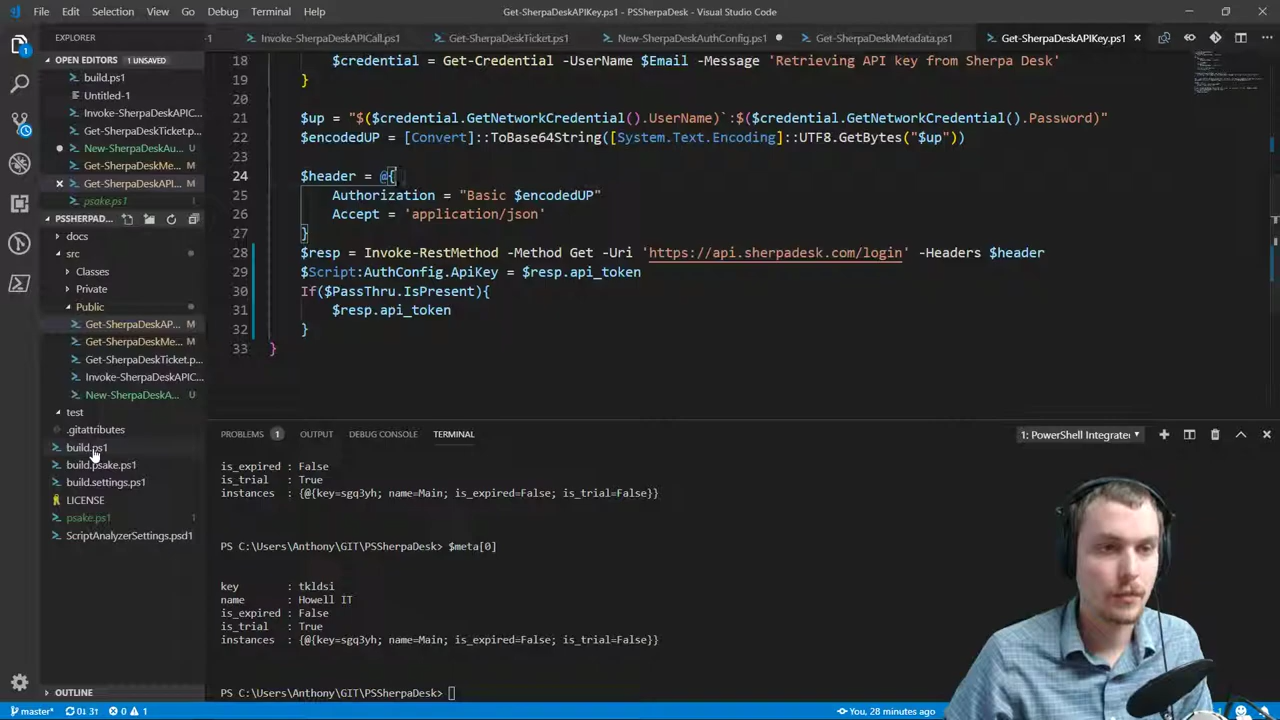 File Edit Selection View Go Debug Terminal Help
Get-SherpaDeskAPIKey.ps1 - PSSherpaDesk - Visual Studio Code
EXPLORER
Invoke-SherpaDeskAPICall.ps1
Get-SherpaDeskTicket.ps1
New-SherpaDeskAuthConfig.ps1
Get-SherpaDeskMetadata.ps1
Get-SherpaDeskAPIKey.ps1
OPEN EDITORS 1 UNSAVED
build.ps1
Untitled-1
Invoke-SherpaDeskAPIC...
Get-SherpaDeskTicket.p...
New-SherpaDeskAu... U
Get-SherpaDeskMe... M
Get-SherpaDeskAPI... M
psake.ps1
PSSHERPAD...
docs
src
Classes
Private
Public
Get-SherpaDeskAP... M
Get-SherpaDeskMe... M
Get-SherpaDeskTicket.p...
Invoke-SherpaDeskAPIC...
New-SherpaDeskA... U
test
.gitattributes
build.ps1
build.psake.ps1
build.settings.ps1
LICENSE
psake.ps1 1
ScriptAnalyzerSettings.psd1
OUTLINE
18 $credential = Get-Credential -UserName $Email -Message 'Retrieving API key from Sherpa Desk'
19 }
20
21 $up = "$($credential.GetNetworkCredential().UserName)`:$($credential.GetNetworkCredential().Password)"
22 $encodedUP = [Convert]::ToBase64String([System.Text.Encoding]::UTF8.GetBytes("$up"))
23
24 $header = @{
25 Authorization = "Basic $encodedUP"
26 Accept = 'application/json'
27 }
28 $resp = Invoke-RestMethod -Method Get -Uri 'https://api.sherpadesk.com/login' -Headers $header
29 $Script:AuthConfig.ApiKey = $resp.api_token
30 If($PassThru.IsPresent){
31 $resp.api_token
32 }
33 }
PROBLEMS 1 OUTPUT DEBUG CONSOLE TERMINAL
1: PowerShell Integrate
is_expired : False
is_trial : True
instances : {@{key=sgq3yh; name=Main; is_expired=False; is_trial=False}}
PS C:\Users\Anthony\GIT\PSSherpaDesk> $meta[0]
key : tkldsi
name : Howell IT
is_expired : False
is_trial : True
instances : {@{key=sgq3yh; name=Main; is_expired=False; is_trial=False}}
PS C:\Users\Anthony\GIT\PSSherpaDesk>
master* 0↓ 3↑ 0 1
You, 28 minutes ago